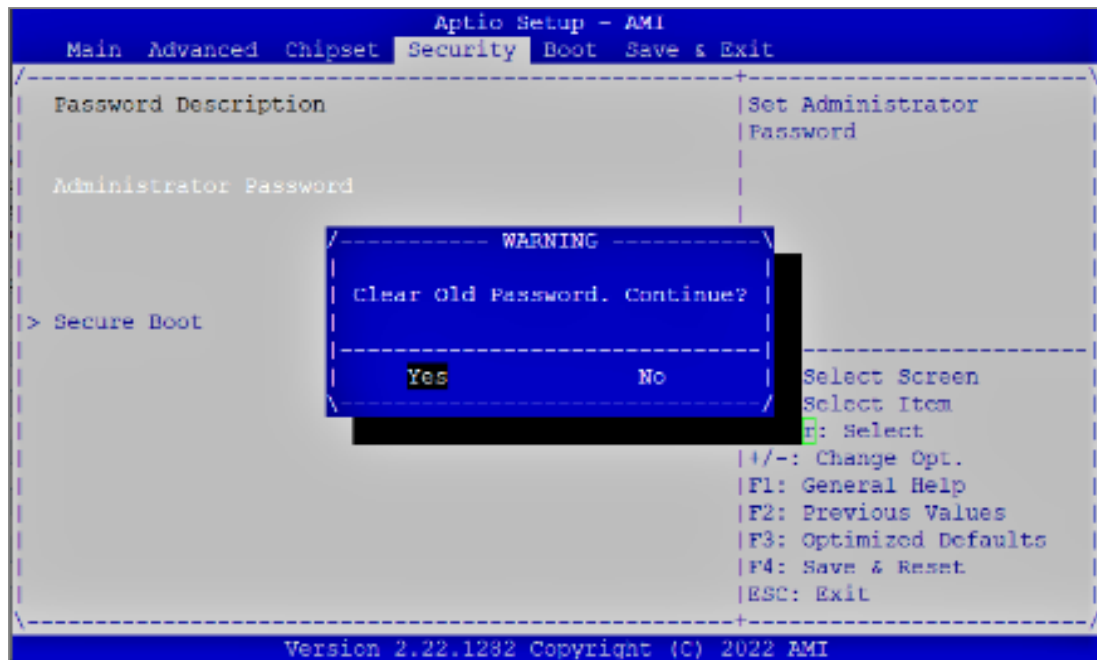 Aptio Setup - AMI
Main Advanced Chipset Security Boot Save & Exit
Password Description
Set Administrator
Password
Administrator Password
WARNING
Clear Old Password. Continue?
> Secure Boot
Yes No
Select Screen
Select Item
r: Select
+/-: Change Opt.
F1: General Help
F2: Previous Values
F3: Optimized Defaults
F4: Save & Reset
ESC: Exit
Version 2.22.1282 Copyright (C) 2022 AMI